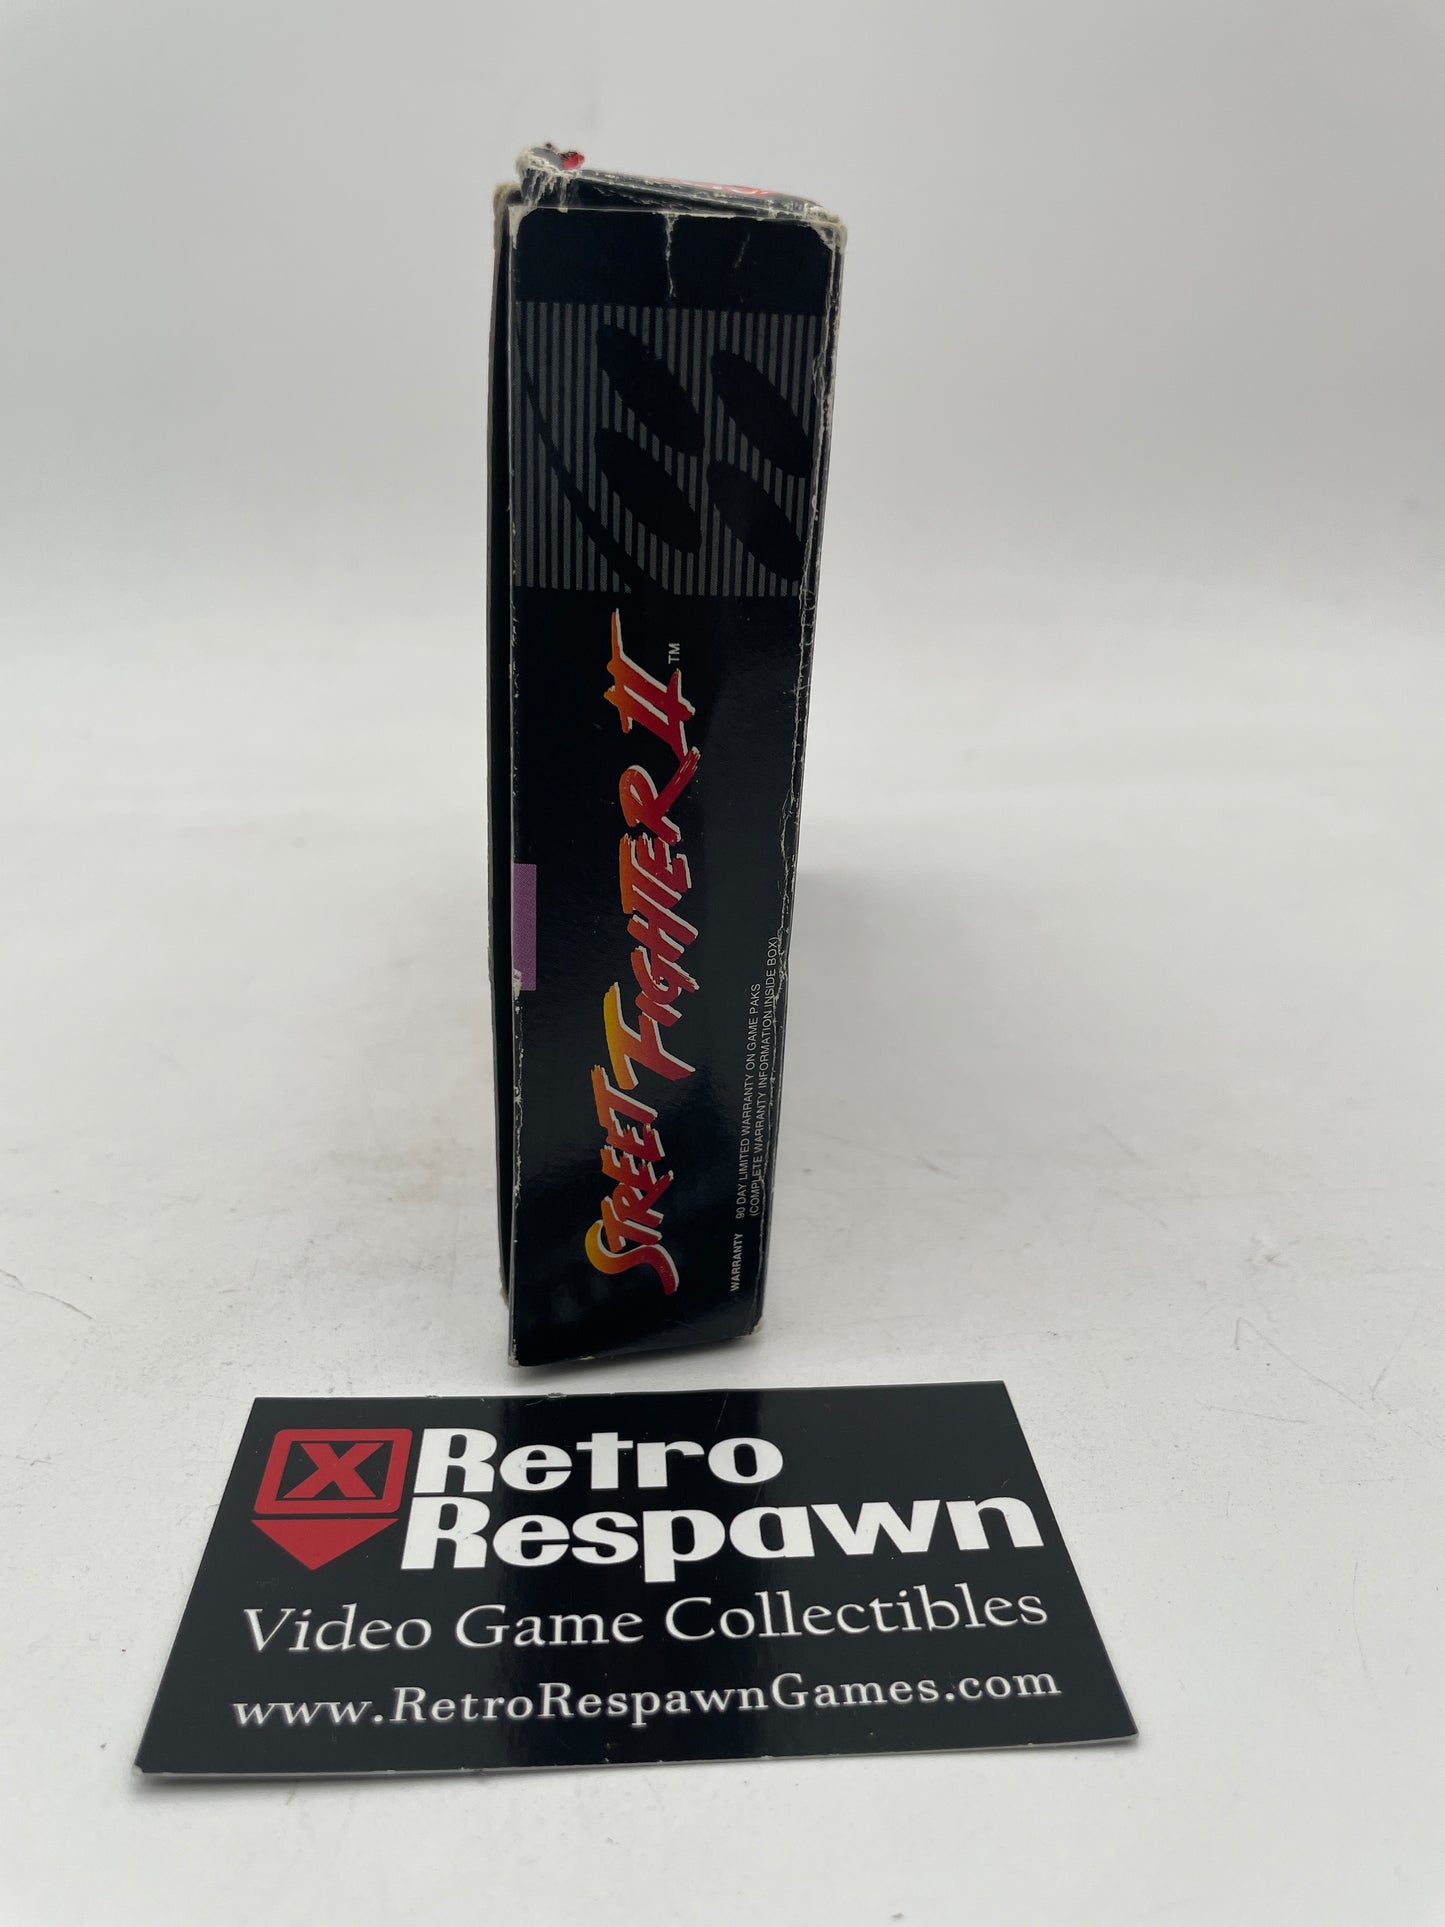 STREET FIGHTER II™
WARRANTY 90 DAY LIMITED WARRANTY ON GAME PAKS
(COMPLETE WARRANTY INFORMATION INSIDE BOX)
X Retro
Respawn
Video Game Collectibles
www.RetroRespawnGames.com